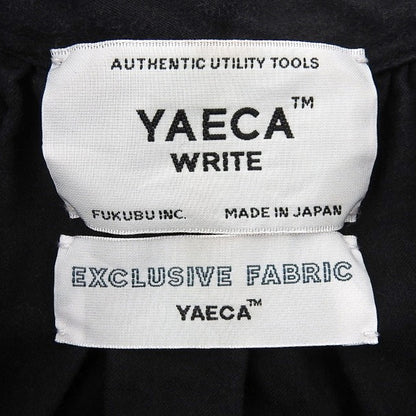 AUTHENTIC UTILITY TOOLS
YAECA™
WRITE
FUKUBU INC. MADE IN JAPAN
EXCLUSIVE FABRIC
YAECA™